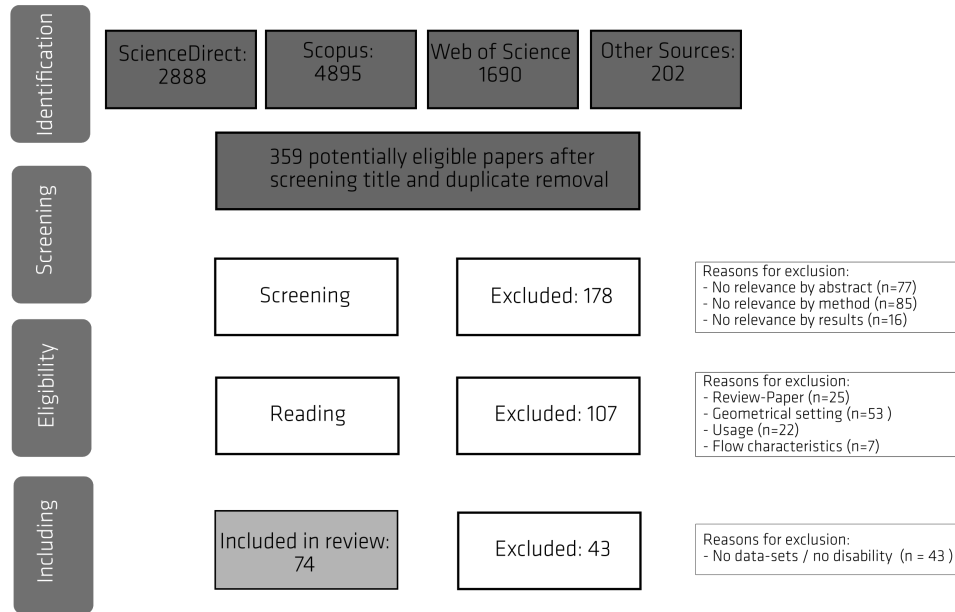 Identification
ScienceDirect:
2888
Scopus:
4895
Web of Science
1690
Other Sources:
202
359 potentially eligible papers after
screening title and duplicate removal
Screening
Screening
Excluded: 178
Reasons for exclusion:
- No relevance by abstract (n=77)
- No relevance by method (n=85)
- No relevance by results (n=16)
Eligibility
Reading
Excluded: 107
Reasons for exclusion:
- Review-Paper (n=25)
- Geometrical setting (n=53 )
- Usage (n=22)
- Flow characteristics (n=7)
Including
Included in review:
74
Excluded: 43
Reasons for exclusion:
- No data-sets / no disability (n = 43 )